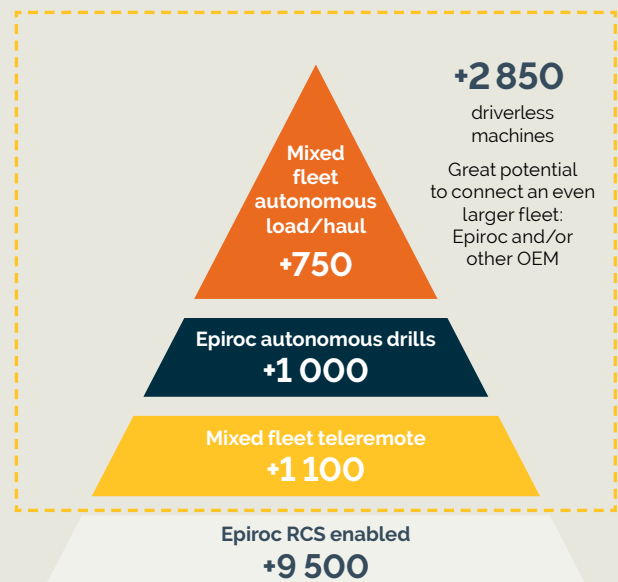 +2 850
driverless
machines
Great potential
to connect an even
larger fleet:
Epiroc and/or
other OEM
Mixed
fleet
autonomous
load/haul
+750
Epiroc autonomous drills
+1 000
Mixed fleet teleremote
+1 100
Epiroc RCS enabled
+9 500